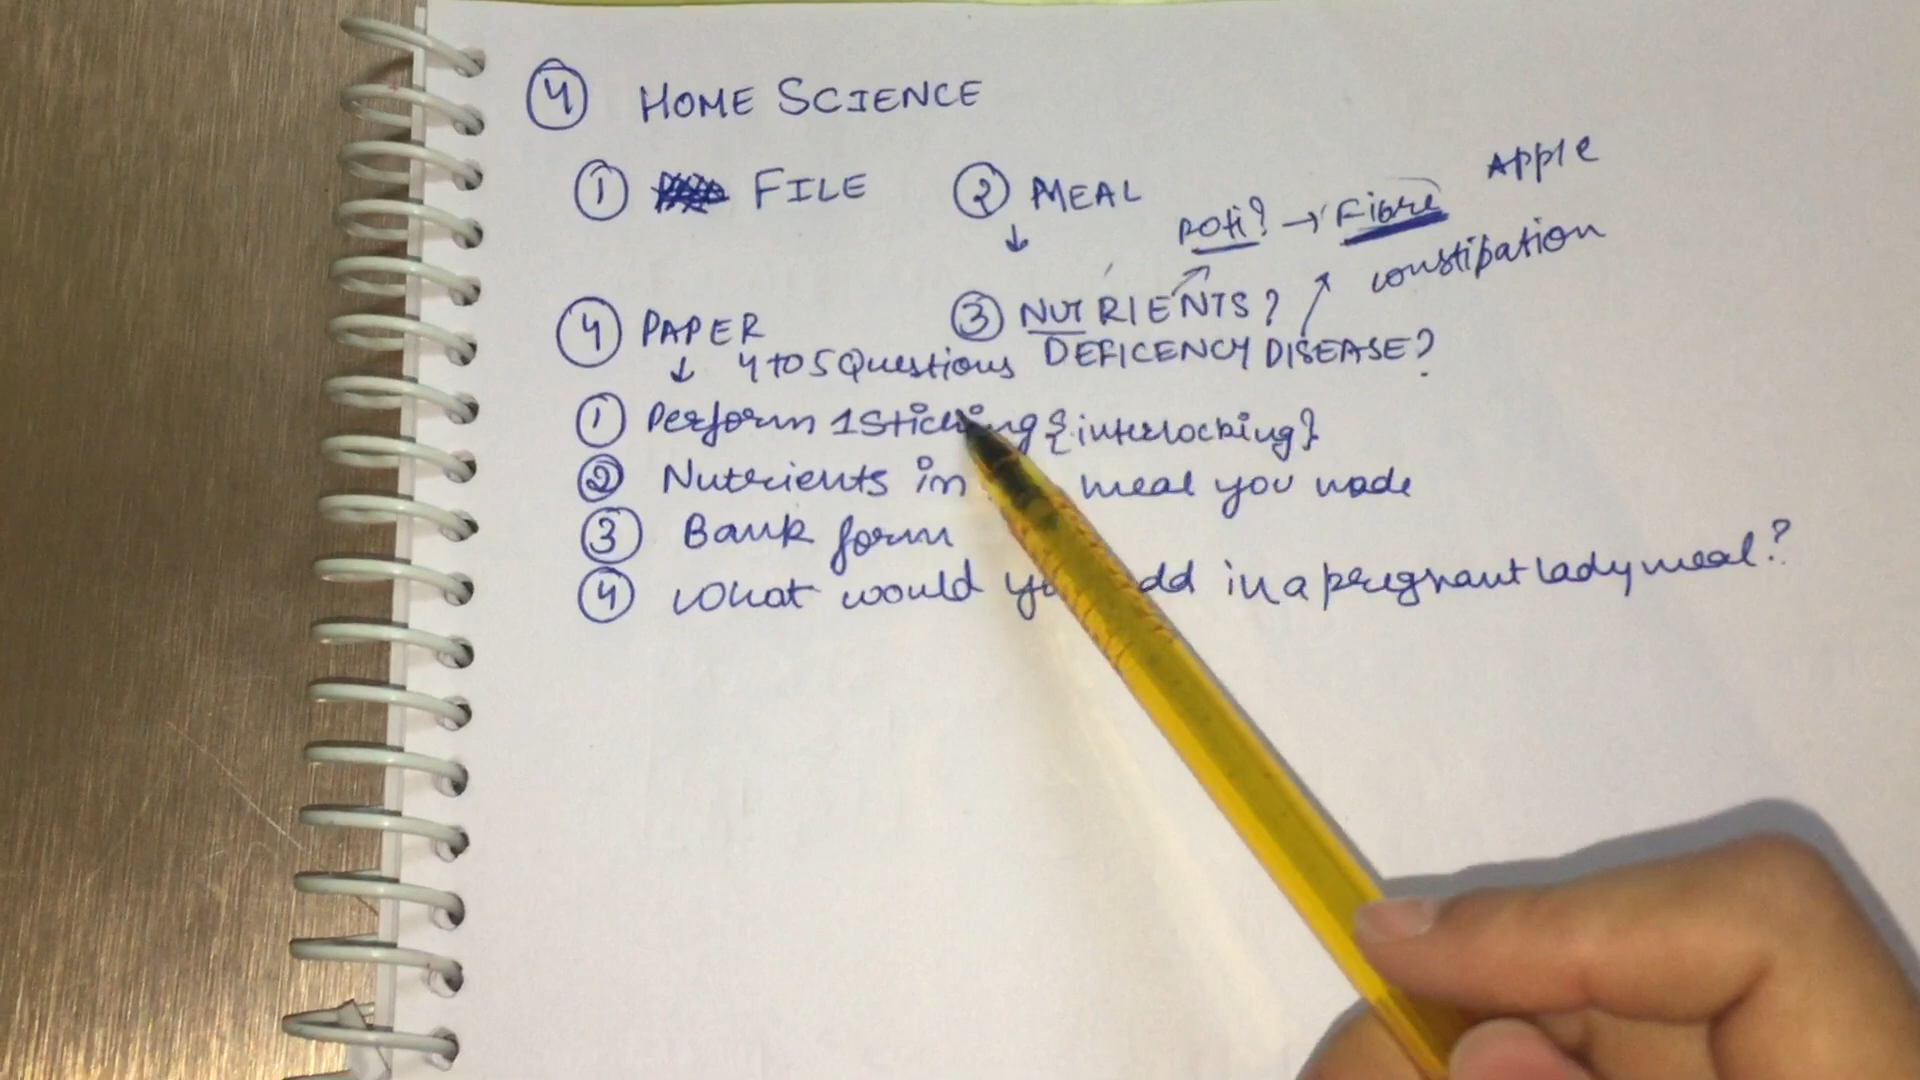 4 HOME SCIENCE
1 FILE
2 MEAL
Roti? → Fibre
Apple
constipation
↓
3 NUTRIENTS?
DEFICENCY DISEASE?
4 PAPER
↓ 4 to 5 Questions
1 Perform 1 {interlocking}
2 Nutrients in meal you made
3 Bank form
4 What would in a pregnant lady meal?